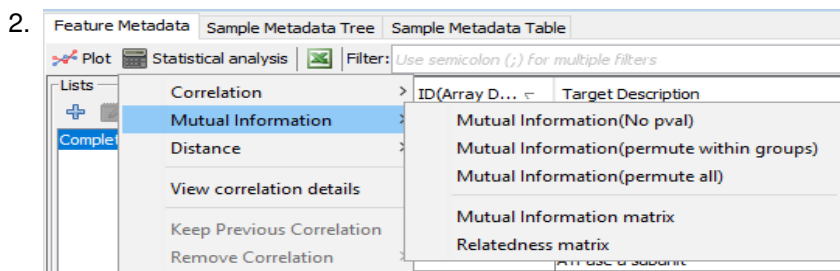 2.
Feature Metadata Sample Metadata Tree Sample Metadata Table
Plot Statistical analysis Filter: Use semicolon (;) for multiple filters
Lists
Correlation > ID(Array D... Target Description
Complet Mutual Information > Mutual Information(No pval)
Distance > Mutual Information(permute within groups)
Mutual Information(permute all)
View correlation details
Mutual Information matrix
Keep Previous Correlation
Relatedness matrix
Remove Correlation >